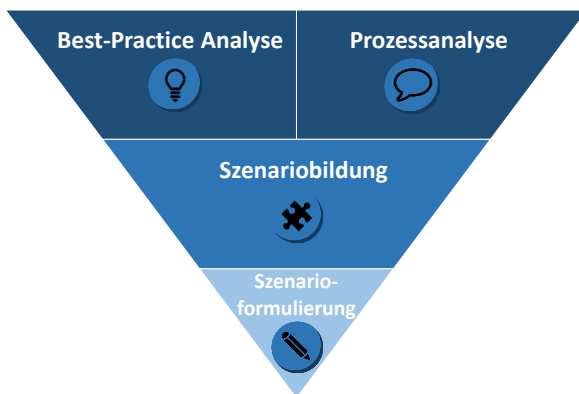 Best-Practice Analyse
Prozessanalyse
Szenariobildung
Szenario-
formulierung